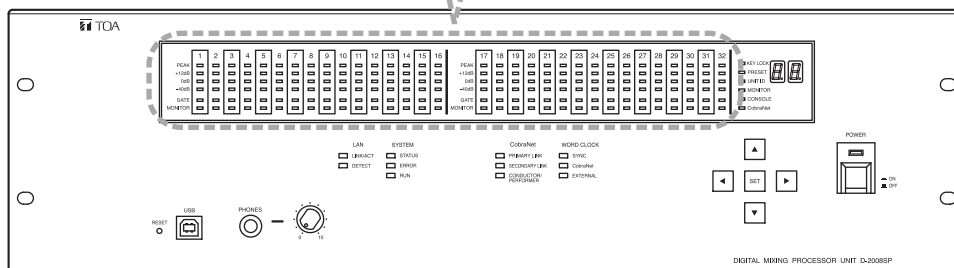 TOA
1 2 3 4 5 6 7 8 9 10 11 12 13 14 15 16 17 18 19 20 21 22 23 24 25 26 27 28 29 30 31 32
PEAK PEAK KEY LOCK
+12dB +12dB PRESET
0dB 0dB UNIT ID
-40dB -40dB MONITOR
GATE GATE CONSOLE
MONITOR MONITOR CobraNet
88
LAN SYSTEM CobraNet WORD CLOCK
LINK/ACT STATUS PRIMARY LINK SYNC
DETECT ERROR SECONDARY LINK CobraNet
RUN CONDUCTOR/ EXTERNAL
PERFORMER
POWER
SET
ON
OFF
RESET USB PHONES
0 10
DIGITAL MIXING PROCESSOR UNIT D-2008SP